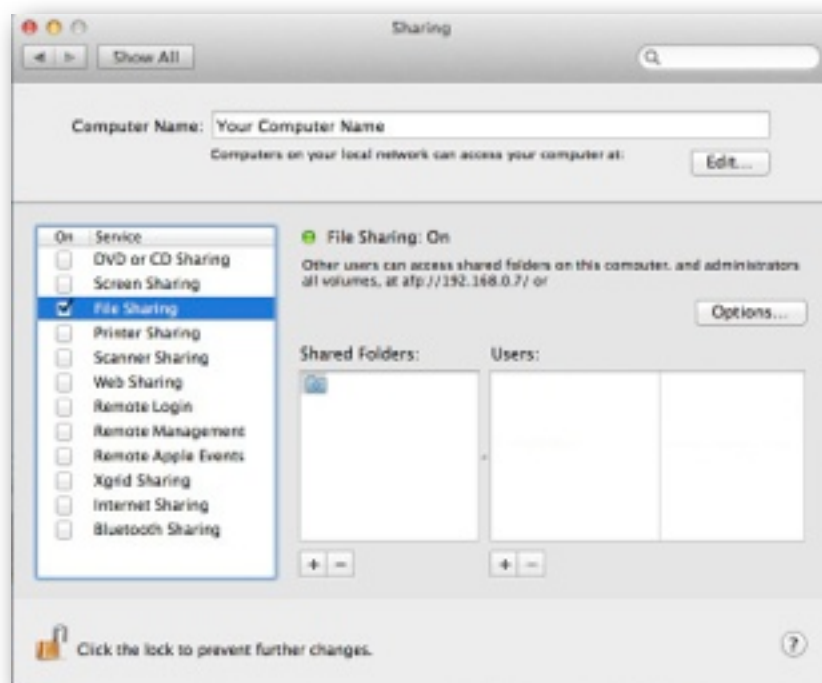 Sharing
Show All
Computer Name: Your Computer Name
Computers on your local network can access your computer at:
Edit...
On Service
DVD or CD Sharing
Screen Sharing
File Sharing
Printer Sharing
Scanner Sharing
Web Sharing
Remote Login
Remote Management
Remote Apple Events
Xgrid Sharing
Internet Sharing
Bluetooth Sharing
File Sharing: On
Other users can access shared folders on this computer, and administrators
all volumes, at afp://192.168.0.7/ or
Options...
Shared Folders:
Users:
+ −
+ −
Click the lock to prevent further changes.
?